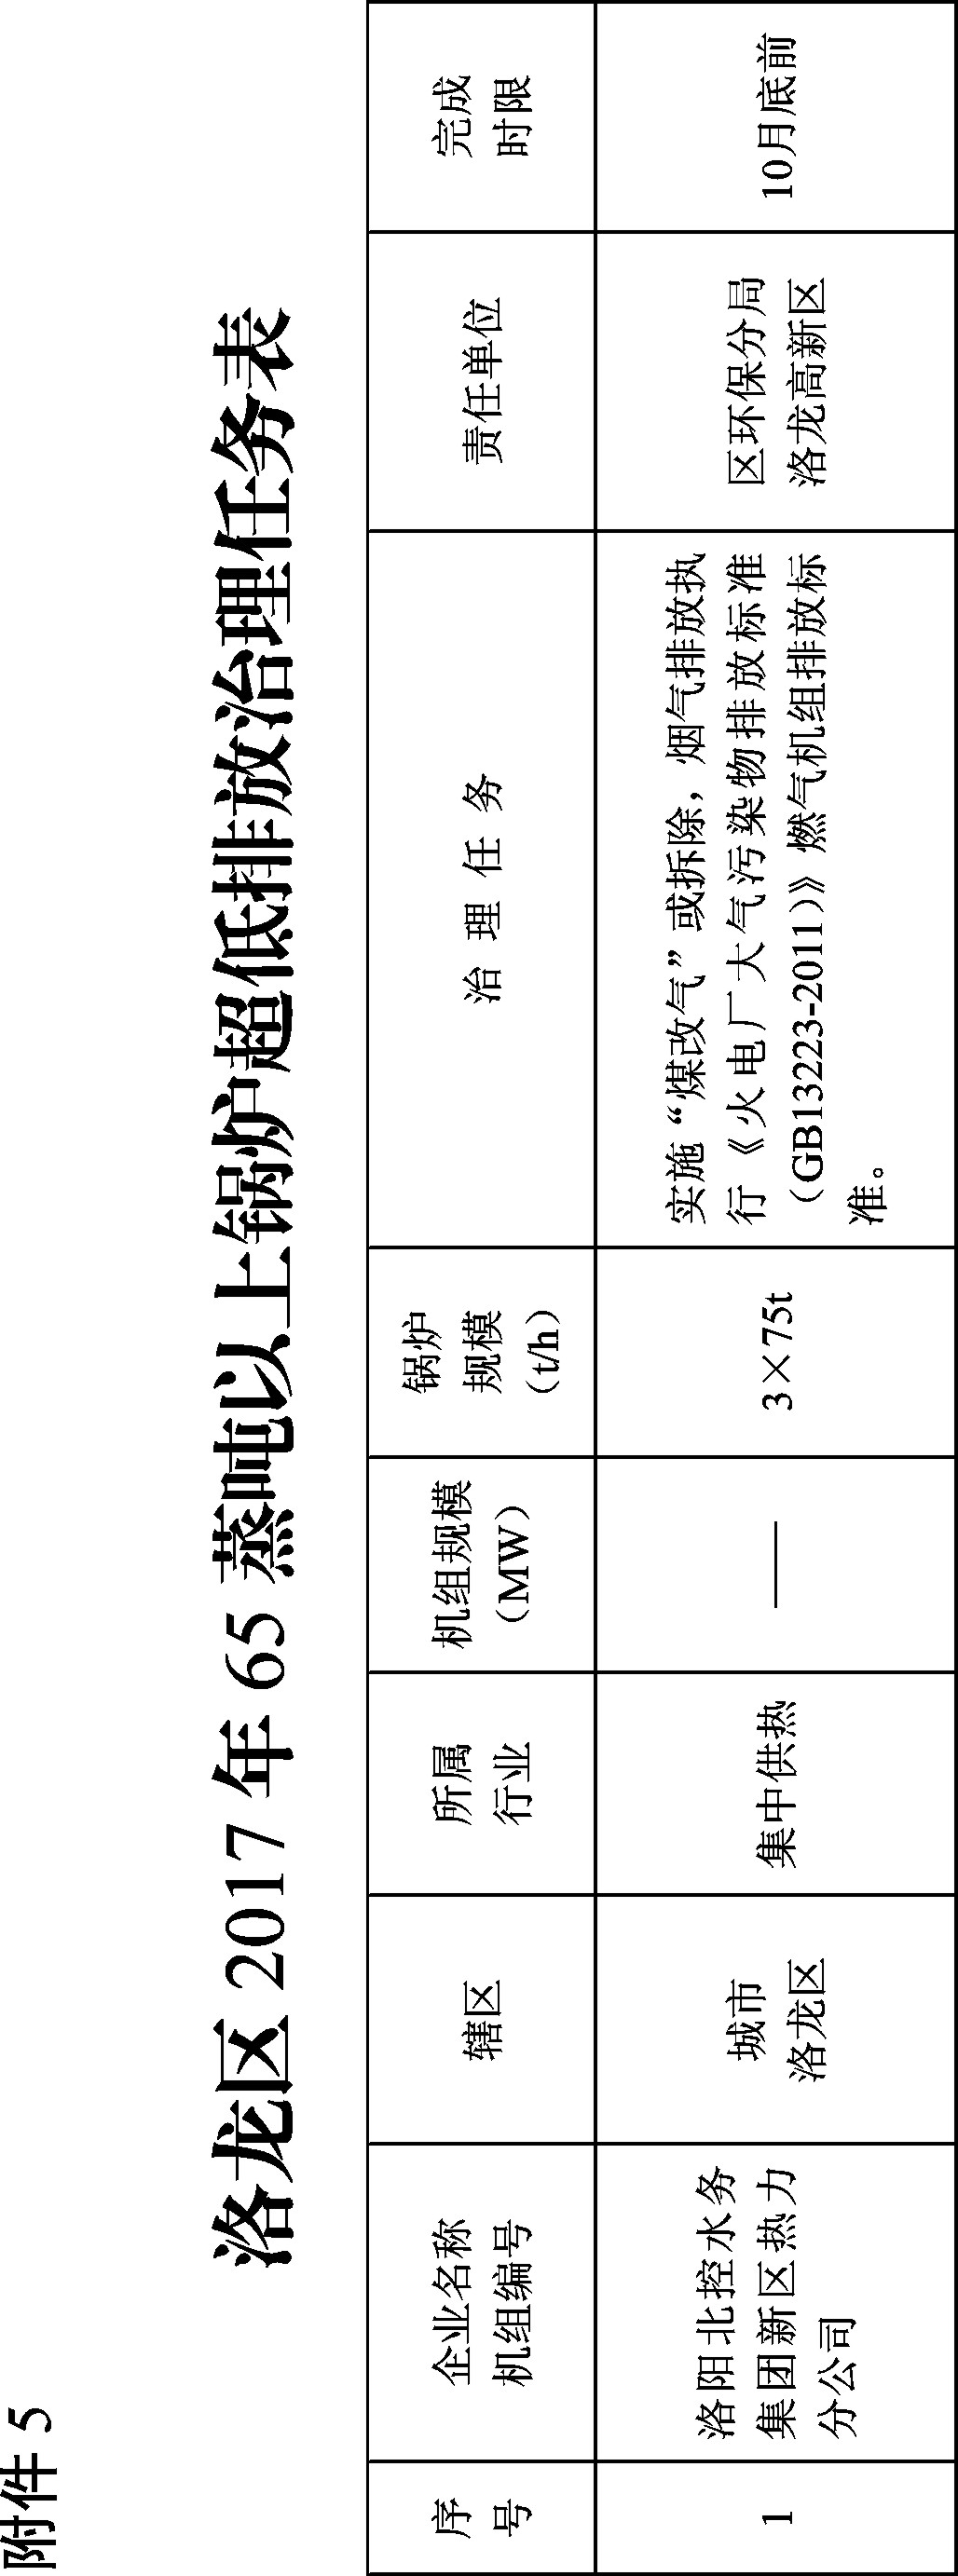 附件 5
洛龙区 2017 年 65 蒸吨以上锅炉超低排放治理任务表
序
号
企业名称
机组编号
辖区
所属
行业
机组规模
（MW）
锅炉
规模
（t/h）
治 理 任 务
责任单位
完成
时限
1
洛阳北控水务
集团新区热力
分公司
城市
洛龙区
集中供热
——
3×75t
实施“煤改气”或拆除，烟气排放执
行《火电厂大气污染物排放标准
（GB13223-2011）》燃气机组排放标
准。
区环保分局
洛龙高新区
10月底前